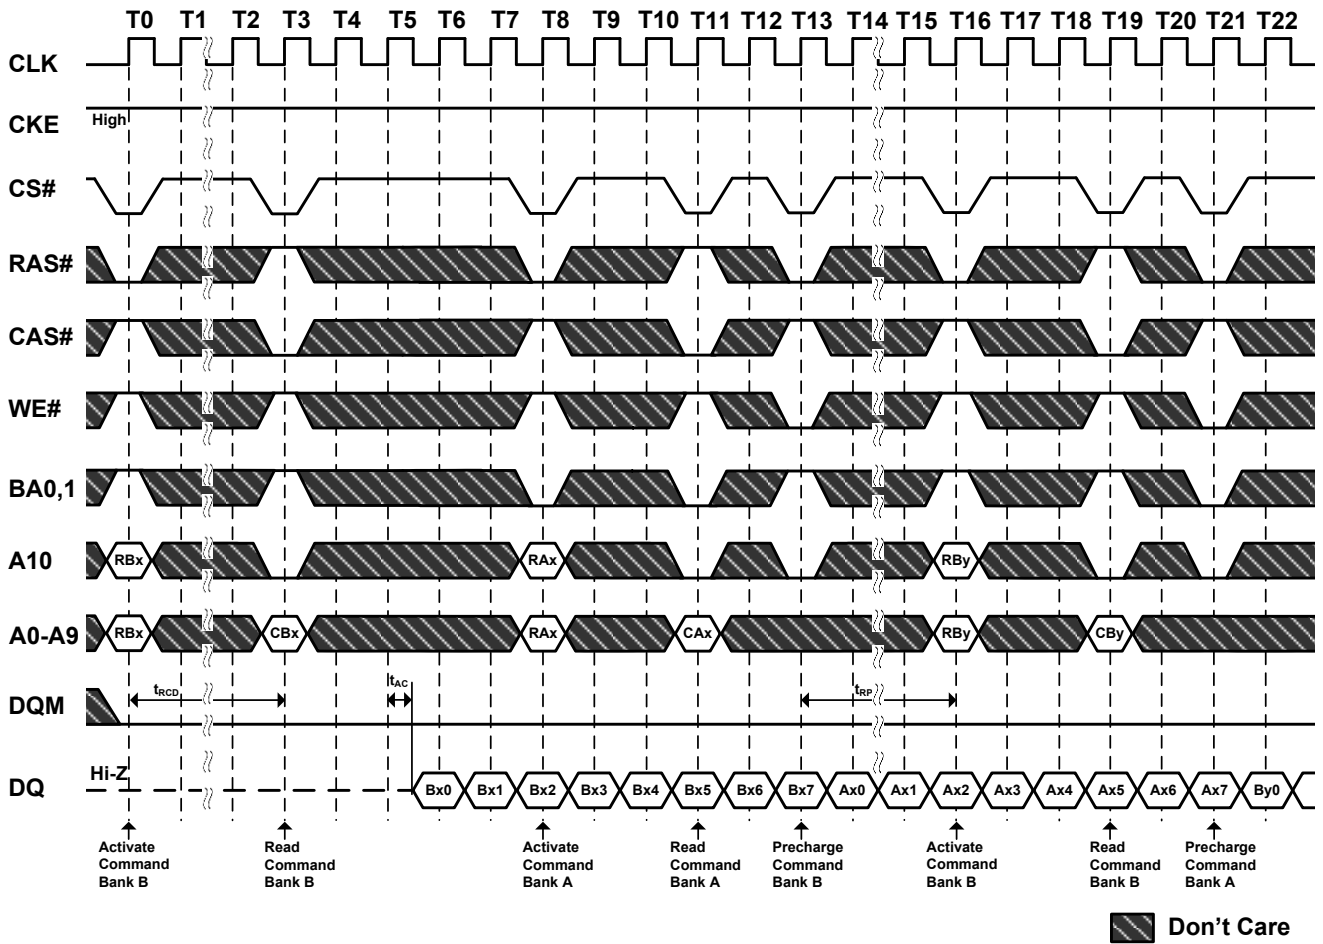 T0 T1 T2 T3 T4 T5 T6 T7 T8 T9 T10 T11 T12 T13 T14 T15 T16 T17 T18 T19 T20 T21 T22
CLK
CKE High
CS#
RAS#
CAS#
WE#
BA0,1
A10 RBx RAx RBy
A0-A9 RBx CBx RAx CAx RBy CBy
DQM tRCD tAC tRP
DQ Hi-Z Bx0 Bx1 Bx2 Bx3 Bx4 Bx5 Bx6 Bx7 Ax0 Ax1 Ax2 Ax3 Ax4 Ax5 Ax6 Ax7 By0
Activate
Command
Bank B
Read
Command
Bank B
Activate
Command
Bank A
Read
Command
Bank A
Precharge
Command
Bank B
Activate
Command
Bank B
Read
Command
Bank B
Precharge
Command
Bank A
Don't Care